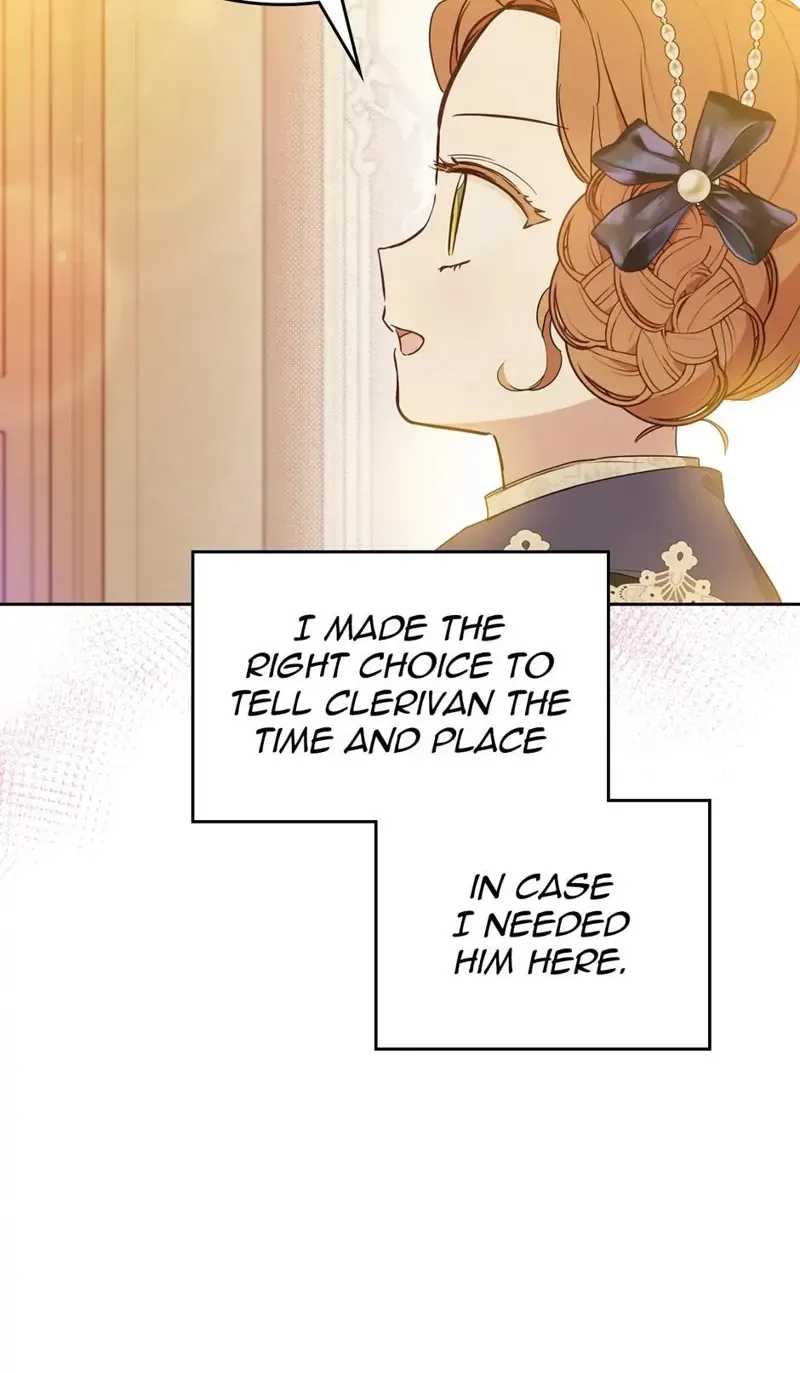 I MADE THE
RIGHT CHOICE TO
TELL CLERIVAN THE
TIME AND PLACE
IN CASE
I NEEDED
HIM HERE.